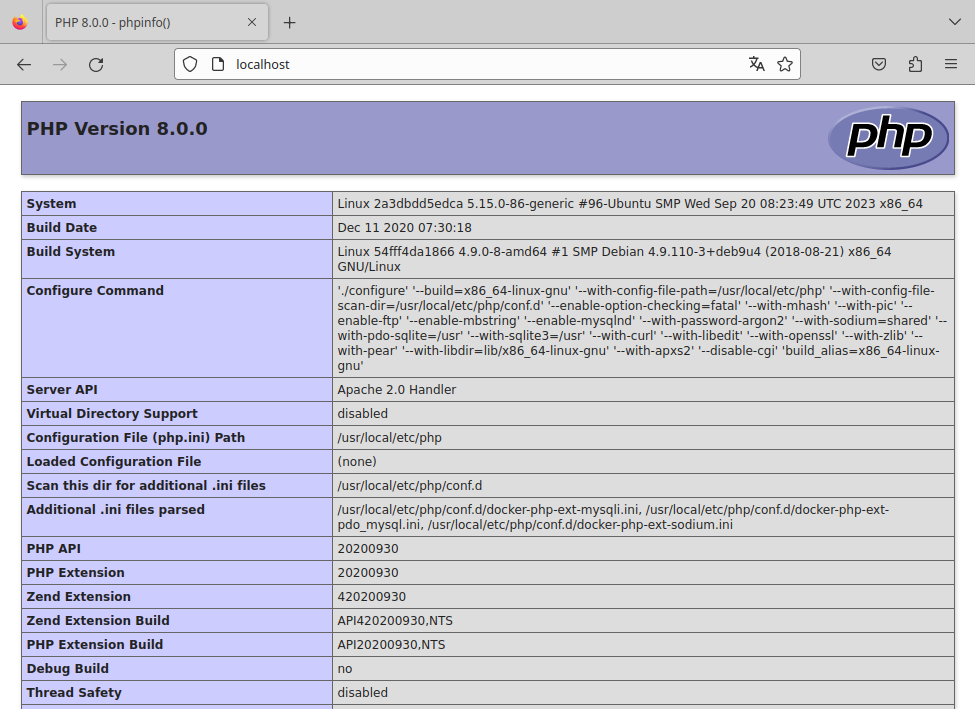 PHP 8.0.0 - phpinfo()
localhost
PHP Version 8.0.0
php
System
Linux 2a3dbdd5edca 5.15.0-86-generic #96-Ubuntu SMP Wed Sep 20 08:23:49 UTC 2023 x86_64
Build Date
Dec 11 2020 07:30:18
Build System
Linux 54fff4da1866 4.9.0-8-amd64 #1 SMP Debian 4.9.110-3+deb9u4 (2018-08-21) x86_64
GNU/Linux
Configure Command
'./configure' '--build=x86_64-linux-gnu' '--with-config-file-path=/usr/local/etc/php' '--with-config-file-
scan-dir=/usr/local/etc/php/conf.d' '--enable-option-checking=fatal' '--with-mhash' '--with-pic' '--
enable-ftp' '--enable-mbstring' '--enable-mysqlnd' '--with-password-argon2' '--with-sodium=shared' '--
with-pdo-sqlite=/usr' '--with-sqlite3=/usr' '--with-curl' '--with-libedit' '--with-openssl' '--with-zlib' '--
with-pear' '--with-libdir=lib/x86_64-linux-gnu' '--with-apxs2' '--disable-cgi' 'build_alias=x86_64-linux-
gnu'
Server API
Apache 2.0 Handler
Virtual Directory Support
disabled
Configuration File (php.ini) Path
/usr/local/etc/php
Loaded Configuration File
(none)
Scan this dir for additional .ini files
/usr/local/etc/php/conf.d
Additional .ini files parsed
/usr/local/etc/php/conf.d/docker-php-ext-mysqli.ini, /usr/local/etc/php/conf.d/docker-php-ext-
pdo_mysql.ini, /usr/local/etc/php/conf.d/docker-php-ext-sodium.ini
PHP API
20200930
PHP Extension
20200930
Zend Extension
420200930
Zend Extension Build
API420200930,NTS
PHP Extension Build
API20200930,NTS
Debug Build
no
Thread Safety
disabled